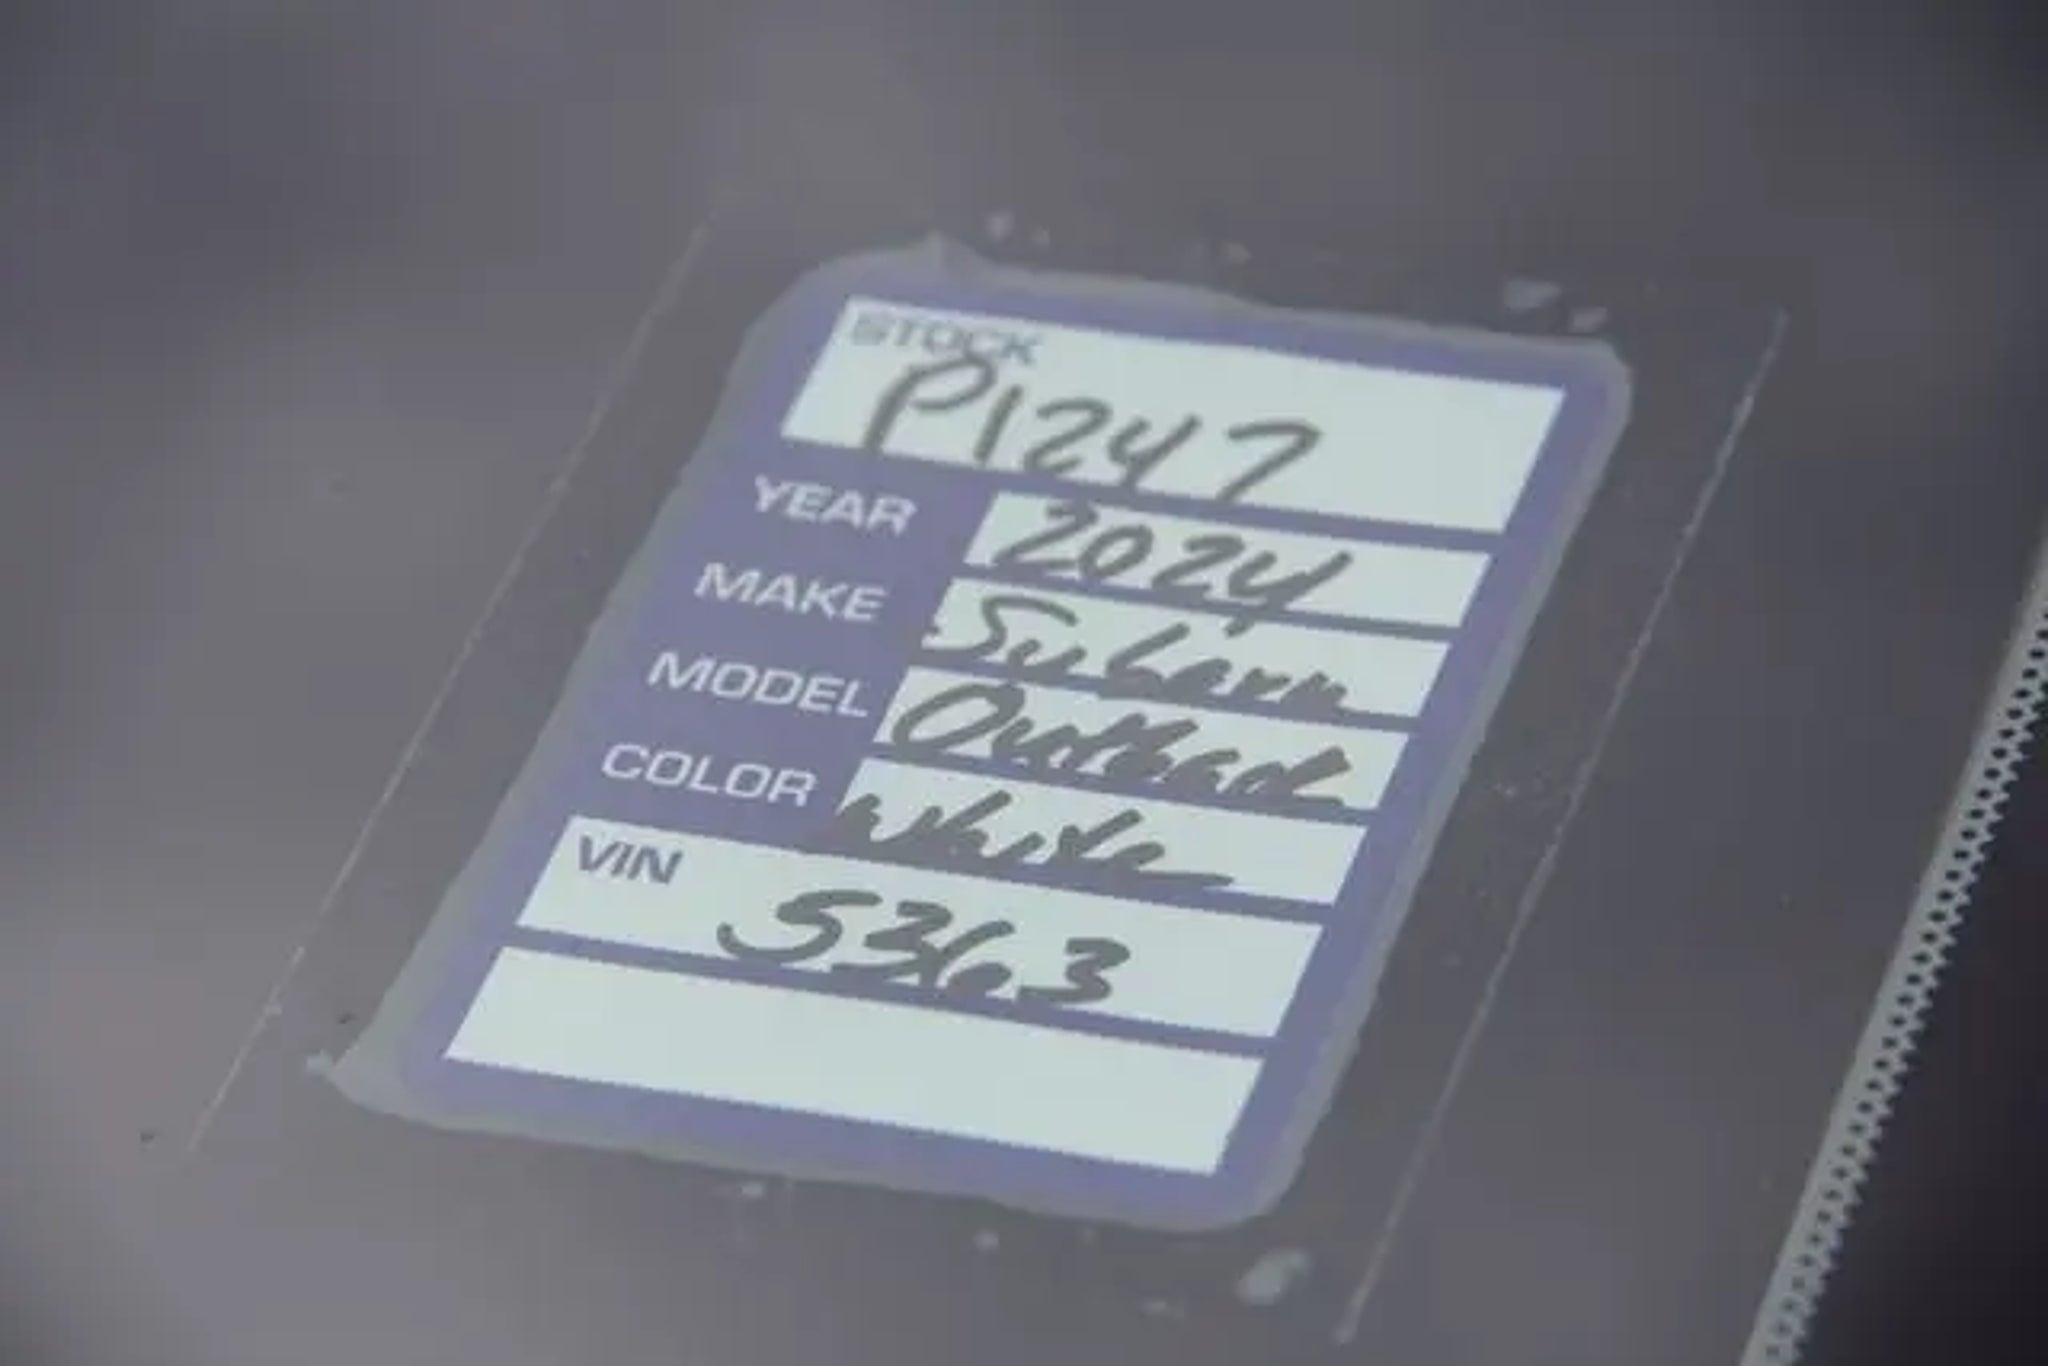 STOCK
P1247
YEAR 2024
MAKE Subaru
MODEL Outback
COLOR white
VIN
5363